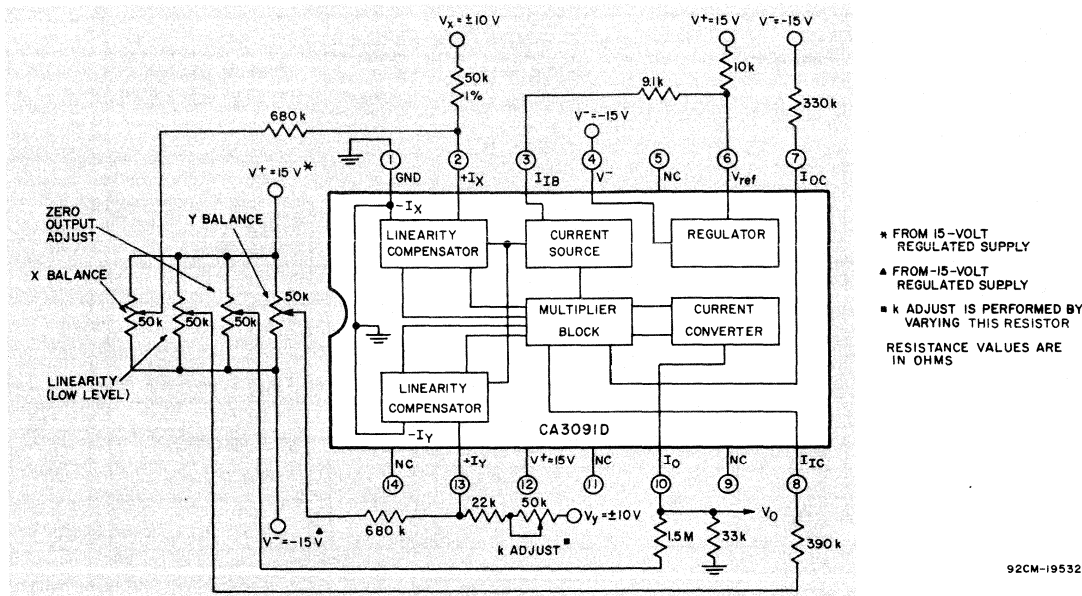 Vx = ±10 V
V+ = 15 V
V- = -15 V
50k
1%
10k
9.1k
330k
680k
V- = -15 V
1
2
3
4
5
6
7
GND
+IX
IIB
V-
NC
Vref
IOC
V+ = 15 V *
-IX
ZERO
OUTPUT
ADJUST
Y BALANCE
X BALANCE
LINEARITY
COMPENSATOR
CURRENT
SOURCE
REGULATOR
* FROM 15-VOLT
REGULATED SUPPLY
▲ FROM-15-VOLT
REGULATED SUPPLY
■ k ADJUST IS PERFORMED BY
VARYING THIS RESISTOR
RESISTANCE VALUES ARE
IN OHMS
50k
50k
50k
50k
MULTIPLIER
BLOCK
CURRENT
CONVERTER
LINEARITY
(LOW LEVEL)
LINEARITY
COMPENSATOR
-IY
CA3091D
NC
+IY
V+=15V
NC
IO
NC
IIC
14
13
12
11
10
9
8
V- = -15 V ▲
680 k
22k
50k
Vy = ±10V
k ADJUST ■
1.5M
33k
VO
390k
92CM-19532